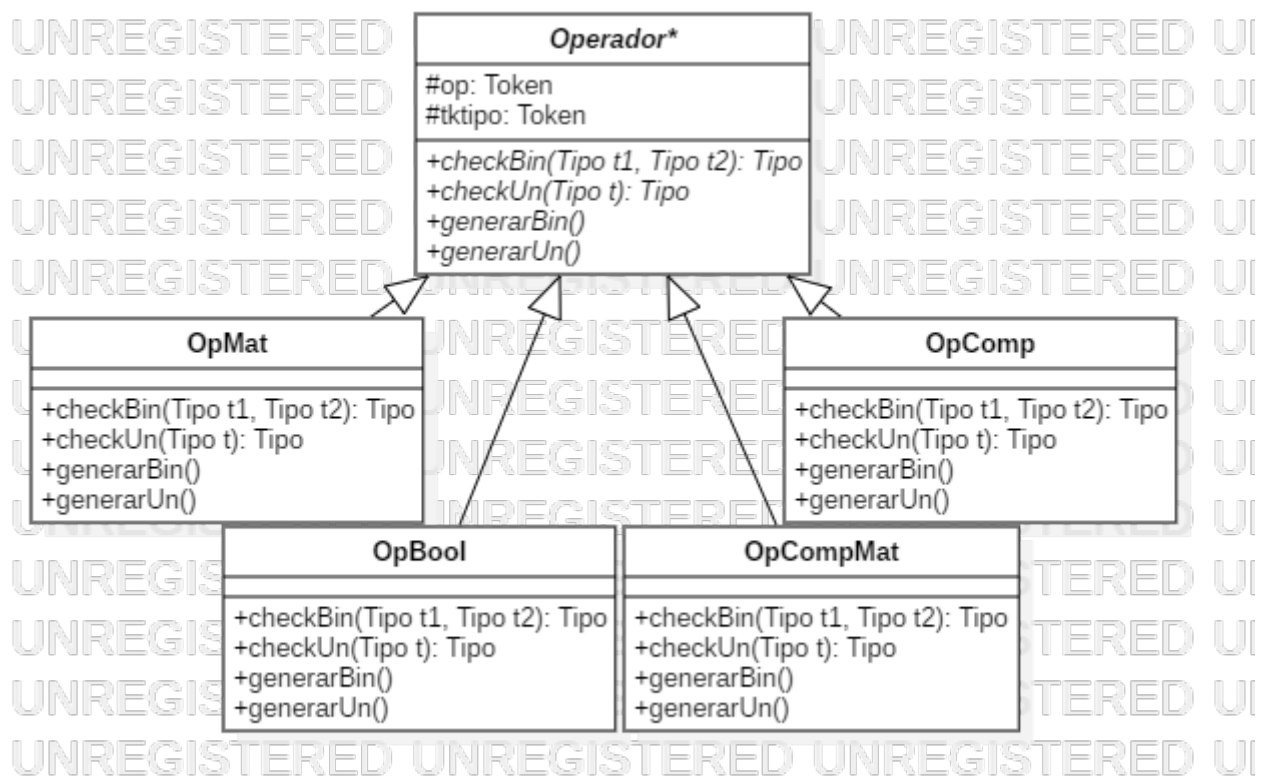 UNREGISTERED UNREGISTERED UNREGISTERED
Operador*
#op: Token
#tktipo: Token
+checkBin(Tipo t1, Tipo t2): Tipo
+checkUn(Tipo t): Tipo
+generarBin()
+generarUn()
OpMat
+checkBin(Tipo t1, Tipo t2): Tipo
+checkUn(Tipo t): Tipo
+generarBin()
+generarUn()
OpComp
+checkBin(Tipo t1, Tipo t2): Tipo
+checkUn(Tipo t): Tipo
+generarBin()
+generarUn()
OpBool
+checkBin(Tipo t1, Tipo t2): Tipo
+checkUn(Tipo t): Tipo
+generarBin()
+generarUn()
OpCompMat
+checkBin(Tipo t1, Tipo t2): Tipo
+checkUn(Tipo t): Tipo
+generarBin()
+generarUn()